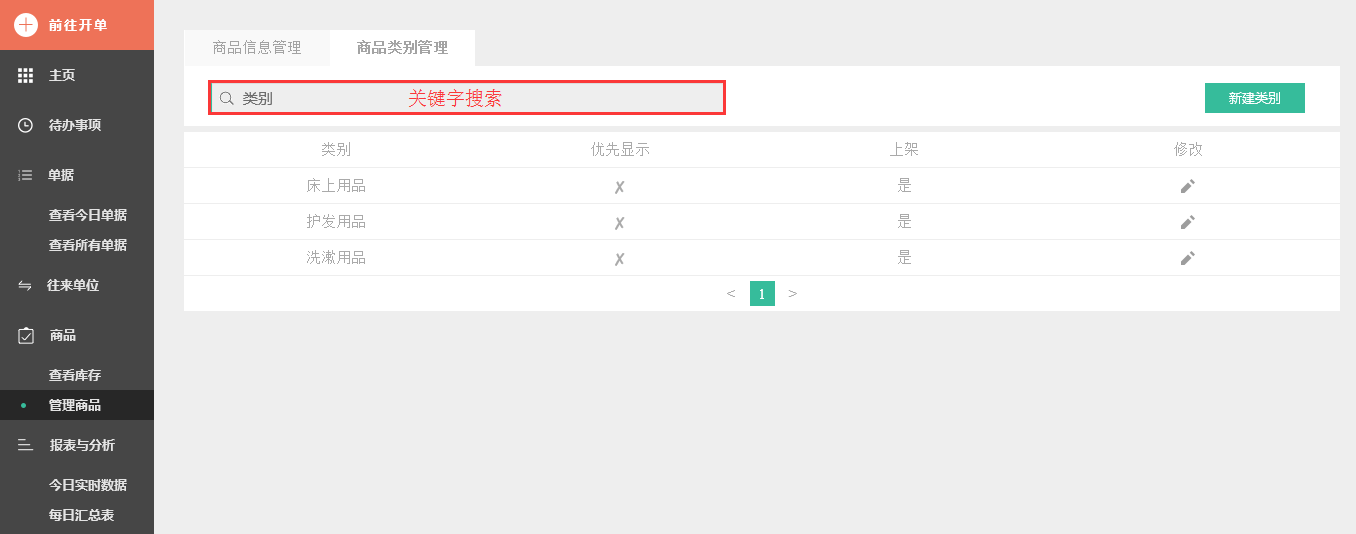 前往开单
主页
待办事项
单据
查看今日单据
查看所有单据
往来单位
商品
查看库存
管理商品
报表与分析
今日实时数据
每日汇总表
商品信息管理 商品类别管理
类别 关键字搜索 新建类别
类别 优先显示 上架 修改
床上用品 ✗ 是
护发用品 ✗ 是
洗漱用品 ✗ 是
< 1 >